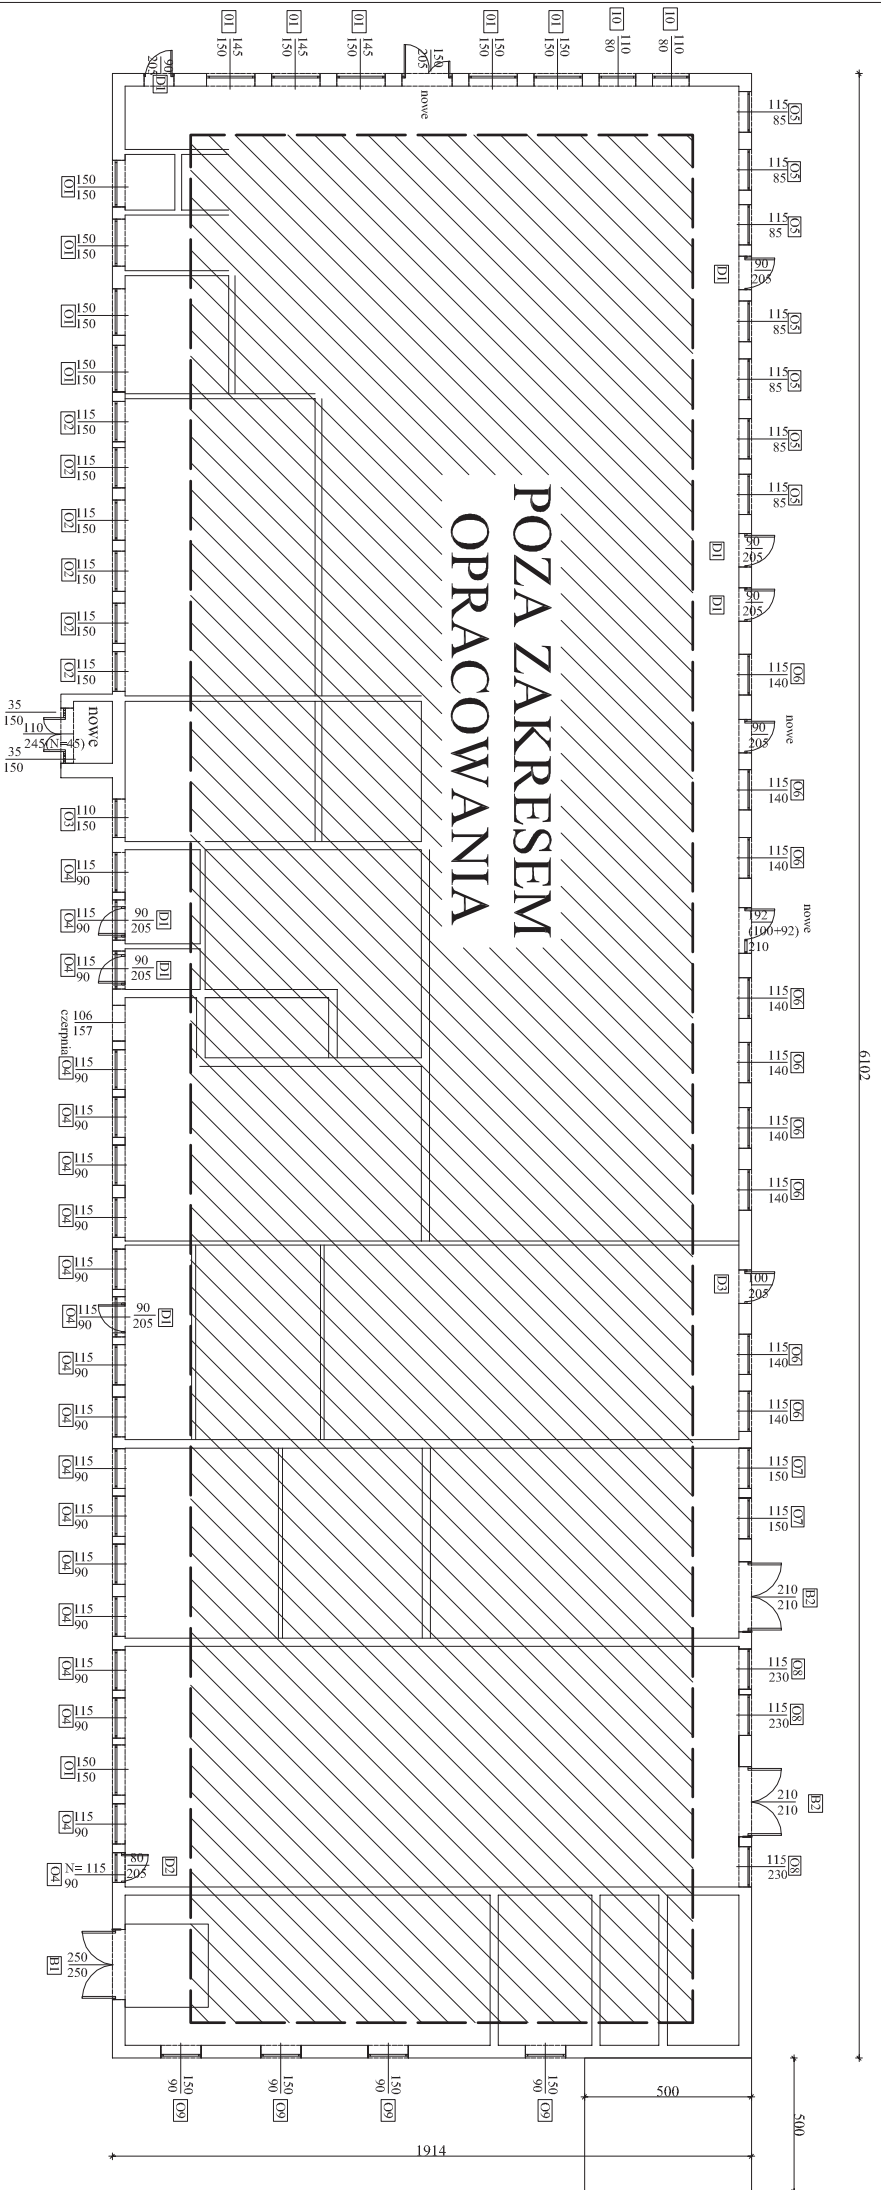 O1 145 150
O1 145 150
O1 145 150
150 205
nowe
O1 150 150
O1 150 150
10 110 80
10 110 80
90 205 D1
115 85 O5
115 85 O5
115 85 O5
D1 90 205
115 85 O5
115 85 O5
115 85 O5
115 85 O5
D1 90 205
D1 90 205
115 140 O6
90 205
nowe
115 140 O6
115 140 O6
nowe
192 (100+92) 210
115 140 O6
115 140 O6
115 140 O6
115 140 O6
D3 100 205
115 140 O6
115 140 O6
115 150 O7
115 150 O7
210 210 B2
115 230 O8
115 230 O8
210 210 B2
115 230 O8
6102
POZA ZAKRESEM
OPRACOWANIA
O1 150 150
O1 150 150
O1 150 150
O1 150 150
O2 115 150
O2 115 150
O2 115 150
O2 115 150
O2 115 150
O2 115 150
35 150
110 245(N=45)
35 150
nowe
O3 110 150
O4 115 90
O4 115 90
90 205 D1
O4 115 90
90 205 D1
106 157
czerpnia
O4 115 90
O4 115 90
O4 115 90
O4 115 90
O4 115 90
O4 115 90
90 205 D1
O4 115 90
O4 115 90
O4 115 90
O4 115 90
O4 115 90
O4 115 90
O4 115 90
O4 115 90
O1 150 150
O4 115 90
O4 N= 115 90
80 205 D2
B1 250 250
150 90 O9
150 90 O9
150 90 O9
150 90 O9
500
500
1914